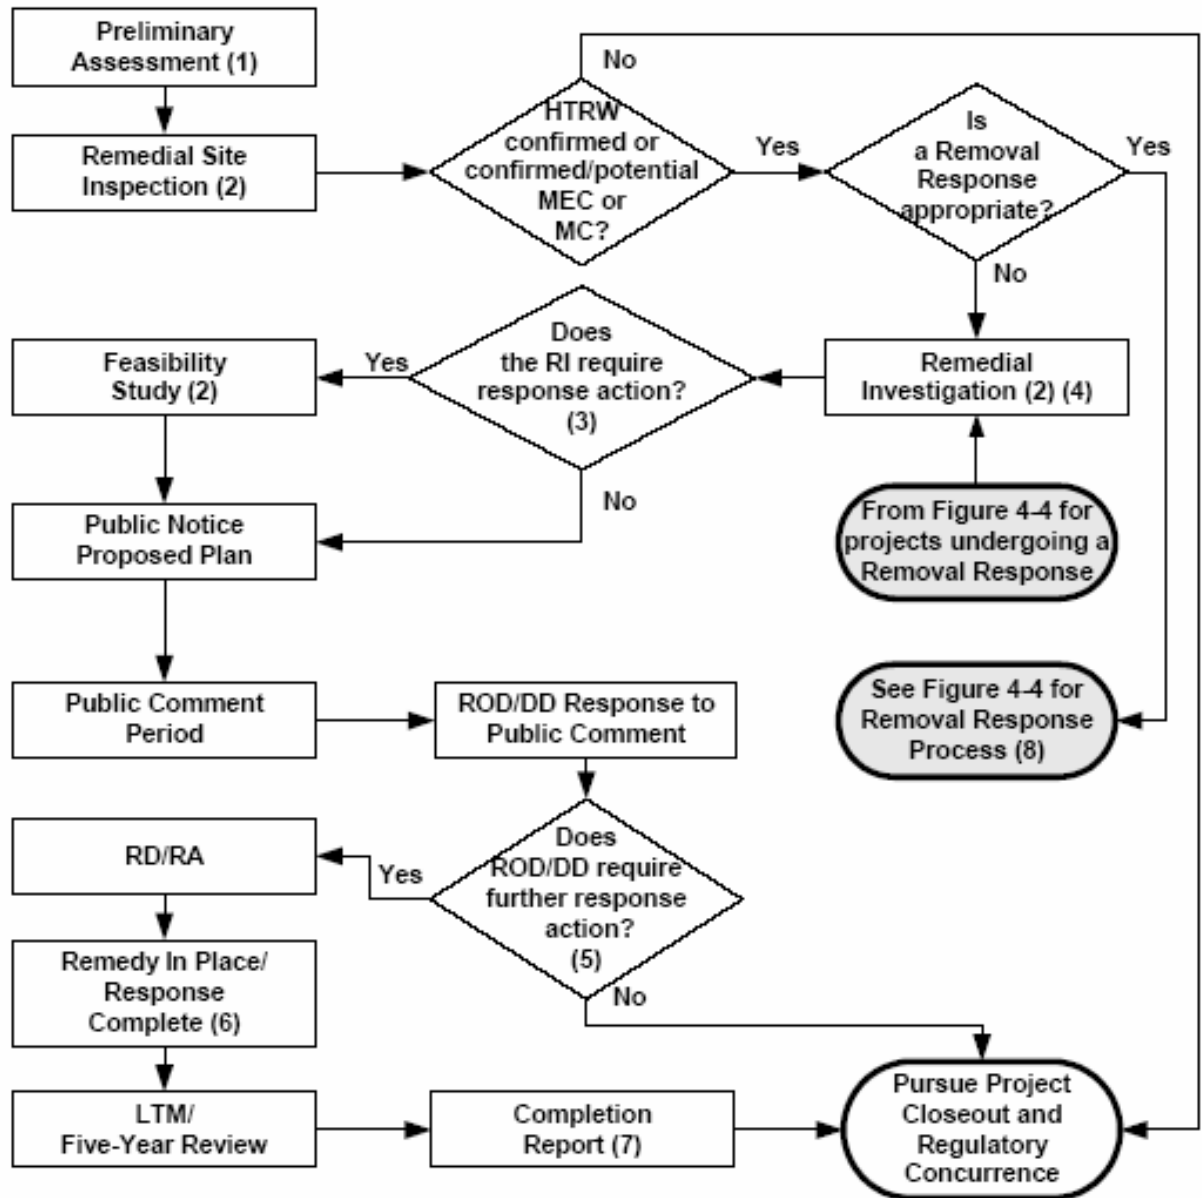 Preliminary
Assessment (1)
No
HTRW
confirmed or
confirmed/potential
MEC or
MC?
Yes
Is
a Removal
Response
appropriate?
Yes
Remedial Site
Inspection (2)
No
Feasibility
Study (2)
Yes
Does
the RI require
response action?
(3)
Remedial
Investigation (2) (4)
No
Public Notice
Proposed Plan
From Figure 4-4 for
projects undergoing a
Removal Response
Public Comment
Period
ROD/DD Response to
Public Comment
See Figure 4-4 for
Removal Response
Process (8)
RD/RA
Yes
Does
ROD/DD require
further response
action?
(5)
No
Remedy In Place/
Response
Complete (6)
LTM/
Five-Year Review
Completion
Report (7)
Pursue Project
Closeout and
Regulatory
Concurrence